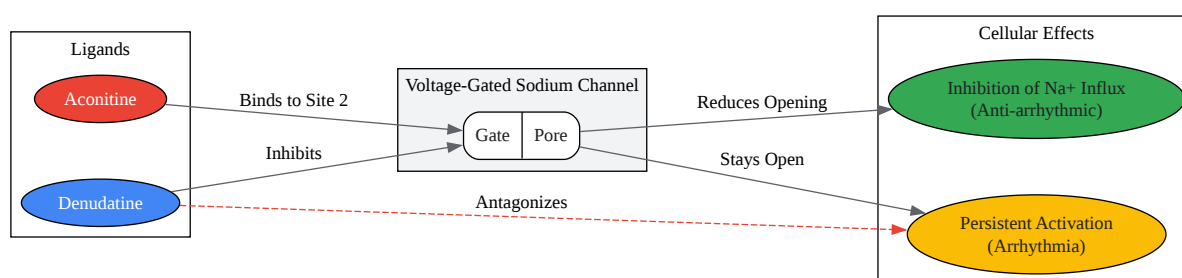 Ligands
Aconitine
Denudatine
Binds to Site 2
Inhibits
Voltage-Gated Sodium Channel
Gate
Pore
Reduces Opening
Stays Open
Antagonizes
Cellular Effects
Inhibition of Na+ Influx
(Anti-arrhythmic)
Persistent Activation
(Arrhythmia)